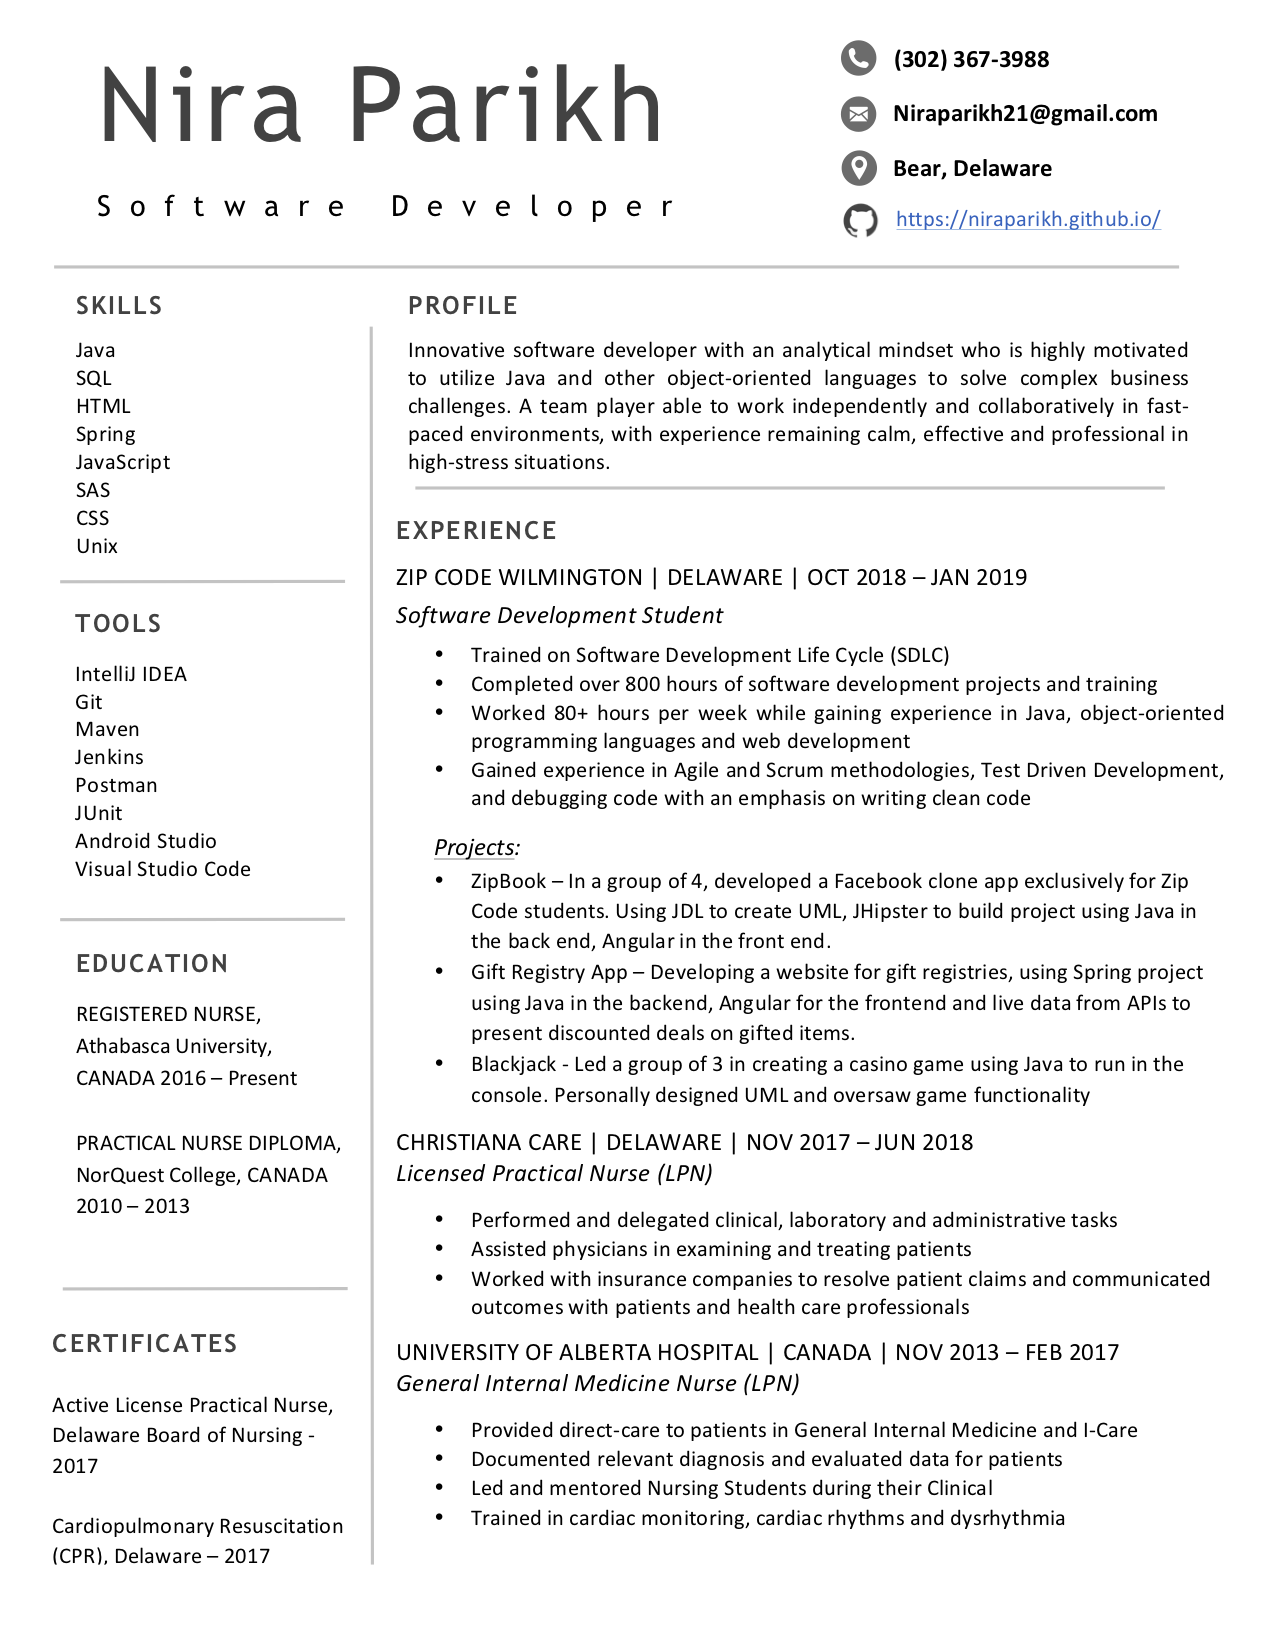 Nira Parikh
Software Developer
(302) 367-3988
Niraparikh21@gmail.com
Bear, Delaware
https://niraparikh.github.io/
SKILLS
Java
SQL
HTML
Spring
JavaScript
SAS
CSS
Unix
TOOLS
IntelliJ IDEA
Git
Maven
Jenkins
Postman
JUnit
Android Studio
Visual Studio Code
EDUCATION
REGISTERED NURSE,
Athabasca University,
CANADA 2016 – Present
PRACTICAL NURSE DIPLOMA,
NorQuest College, CANADA
2010 – 2013
CERTIFICATES
Active License Practical Nurse,
Delaware Board of Nursing -
2017
Cardiopulmonary Resuscitation
(CPR), Delaware – 2017
PROFILE
Innovative software developer with an analytical mindset who is highly motivated
to utilize Java and other object-oriented languages to solve complex business
challenges. A team player able to work independently and collaboratively in fast-
paced environments, with experience remaining calm, effective and professional in
high-stress situations.
EXPERIENCE
ZIP CODE WILMINGTON | DELAWARE | OCT 2018 – JAN 2019
Software Development Student
• Trained on Software Development Life Cycle (SDLC)
• Completed over 800 hours of software development projects and training
• Worked 80+ hours per week while gaining experience in Java, object-oriented
programming languages and web development
• Gained experience in Agile and Scrum methodologies, Test Driven Development,
and debugging code with an emphasis on writing clean code
Projects:
• ZipBook – In a group of 4, developed a Facebook clone app exclusively for Zip
Code students. Using JDL to create UML, JHipster to build project using Java in
the back end, Angular in the front end.
• Gift Registry App – Developing a website for gift registries, using Spring project
using Java in the backend, Angular for the frontend and live data from APIs to
present discounted deals on gifted items.
• Blackjack - Led a group of 3 in creating a casino game using Java to run in the
console. Personally designed UML and oversaw game functionality
CHRISTIANA CARE | DELAWARE | NOV 2017 – JUN 2018
Licensed Practical Nurse (LPN)
• Performed and delegated clinical, laboratory and administrative tasks
• Assisted physicians in examining and treating patients
• Worked with insurance companies to resolve patient claims and communicated
outcomes with patients and health care professionals
UNIVERSITY OF ALBERTA HOSPITAL | CANADA | NOV 2013 – FEB 2017
General Internal Medicine Nurse (LPN)
• Provided direct-care to patients in General Internal Medicine and I-Care
• Documented relevant diagnosis and evaluated data for patients
• Led and mentored Nursing Students during their Clinical
• Trained in cardiac monitoring, cardiac rhythms and dysrhythmia